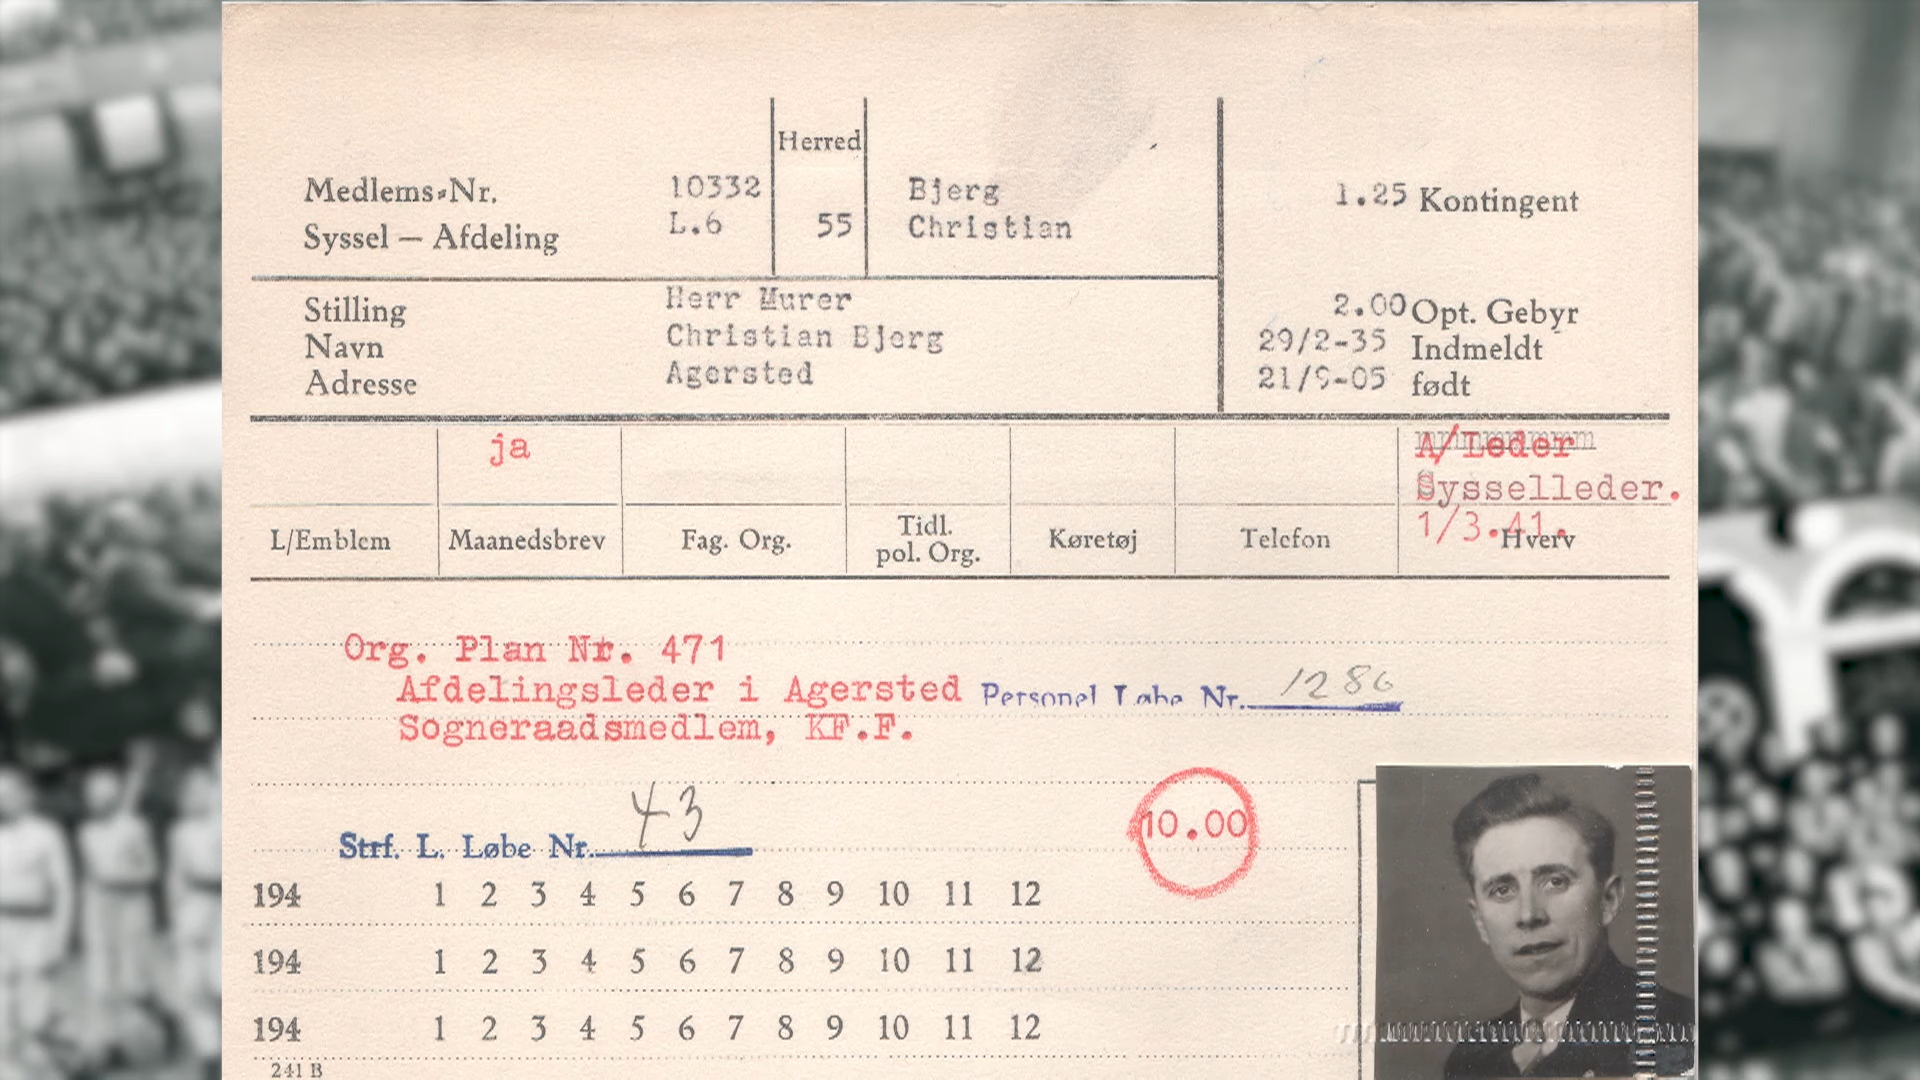 Herred
Medlems-Nr. 10332 Bjerg 1.25 Kontingent
Syssel — Afdeling L.6 55 Christian
Stilling Herr Murer 2.00 Opt. Gebyr
Navn Christian Bjerg 29/2-35 Indmeldt
Adresse Agersted 21/9-05 født
ja A/Leder
Sysselleder.
1/3.41.
L/Emblem Maanedsbrev Fag. Org. Tidl. pol. Org. Køretøj Telefon Hverv
Org. Plan Nr. 471
Afdelingsleder i Agersted Personel Løbe Nr. 1286
Sogneraadsmedlem, KF.F.
10.00
Strf. L. Løbe Nr. 43
194 1 2 3 4 5 6 7 8 9 10 11 12
194 1 2 3 4 5 6 7 8 9 10 11 12
194 1 2 3 4 5 6 7 8 9 10 11 12
241 B